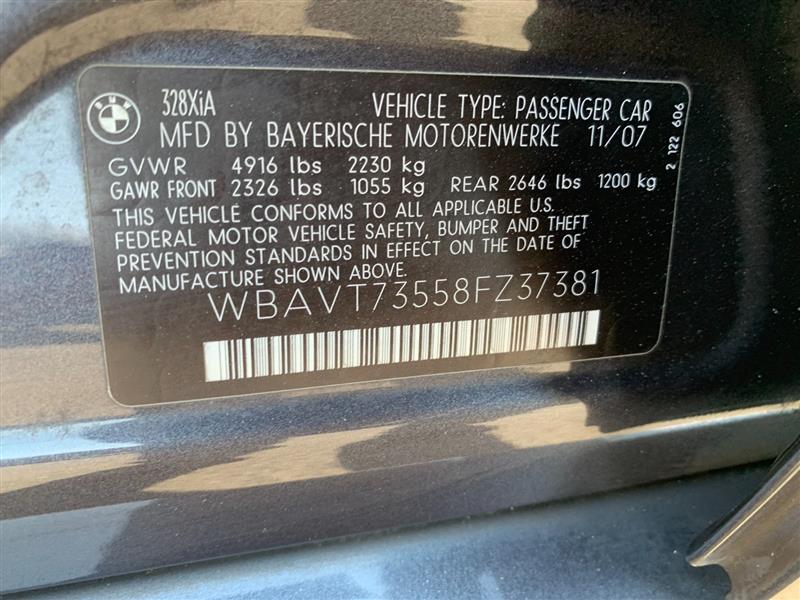 BMW
328XiA VEHICLE TYPE: PASSENGER CAR
MFD BY BAYERISCHE MOTORENWERKE 11/07
GVWR 4916 lbs 2230 kg
GAWR FRONT 2326 lbs 1055 kg REAR 2646 lbs 1200 kg
THIS VEHICLE CONFORMS TO ALL APPLICABLE U.S.
FEDERAL MOTOR VEHICLE SAFETY, BUMPER AND THEFT
PREVENTION STANDARDS IN EFFECT ON THE DATE OF
MANUFACTURE SHOWN ABOVE.
WBAVT73558FZ37381
2 122 606